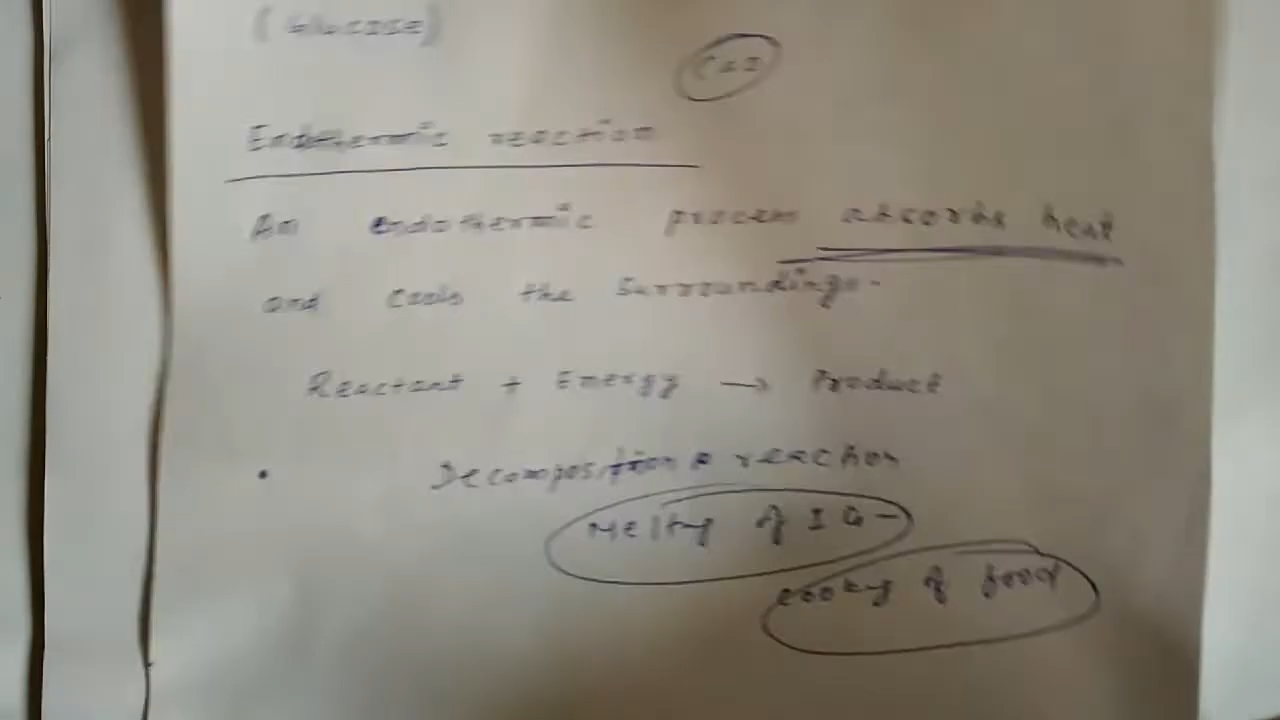 (Glucose)
Endothermic reaction
An endothermic process absorbs heat
and cools the surroundings.
Reactant + Energy → Product
• Decomposition reaction
Melting of Ice
Cooking of food